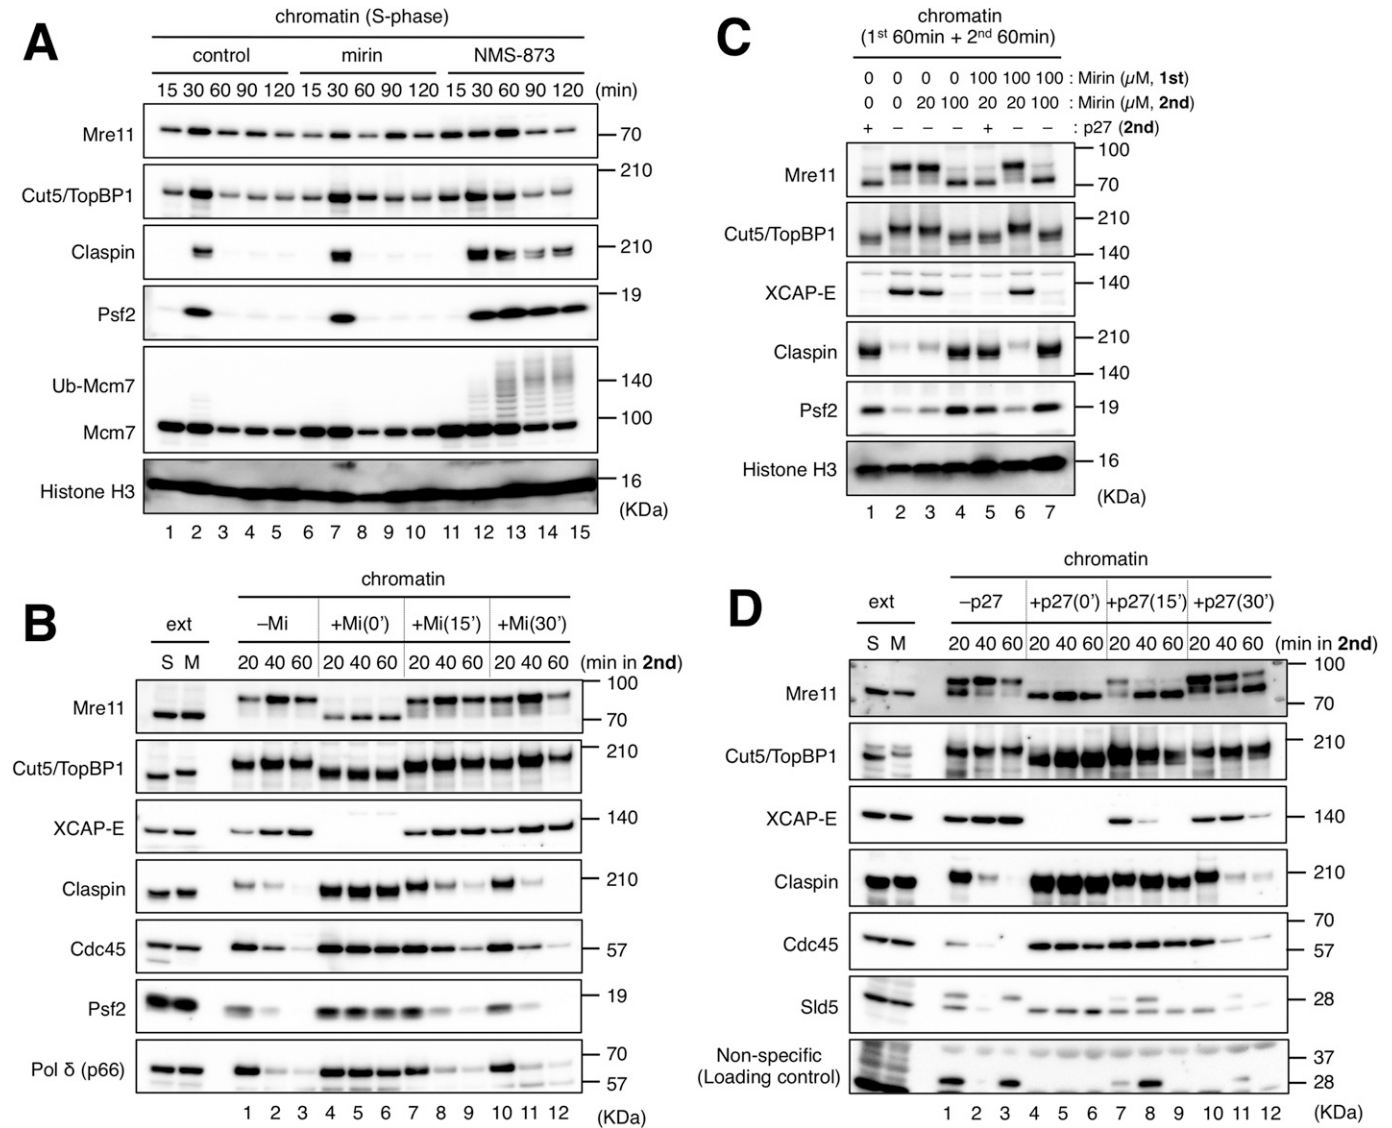 A
chromatin (S-phase)
control mirin NMS-873
15 30 60 90 120 15 30 60 90 120 15 30 60 90 120 (min)
Mre11
70
210
Cut5/TopBP1
Claspin
210
19
Psf2
Ub-Mcm7
140
100
Mcm7
16
Histone H3
(KDa)
1 2 3 4 5 6 7 8 9 10 11 12 13 14 15
C
chromatin
(1st 60min + 2nd 60min)
0 0 0 0 100 100 100 : Mirin (μM, 1st)
0 0 20 100 20 20 100 : Mirin (μM, 2nd)
+ − − − + − − : p27 (2nd)
100
Mre11
70
210
Cut5/TopBP1
140
XCAP-E
140
210
Claspin
140
Psf2
19
Histone H3
16
(KDa)
1 2 3 4 5 6 7
B
chromatin
ext –Mi +Mi(0') +Mi(15') +Mi(30')
S M 20 40 60 20 40 60 20 40 60 20 40 60 (min in 2nd)
100
Mre11
70
210
Cut5/TopBP1
140
XCAP-E
210
Claspin
Cdc45
57
19
Psf2
70
Pol δ (p66)
57
1 2 3 4 5 6 7 8 9 10 11 12 (KDa)
D
chromatin
ext –p27 +p27(0') +p27(15') +p27(30')
S M 20 40 60 20 40 60 20 40 60 20 40 60 (min in 2nd)
100
Mre11
70
210
Cut5/TopBP1
XCAP-E
140
210
Claspin
70
Cdc45
57
28
Sld5
Non-specific
(Loading control)
37
28
1 2 3 4 5 6 7 8 9 10 11 12 (KDa)